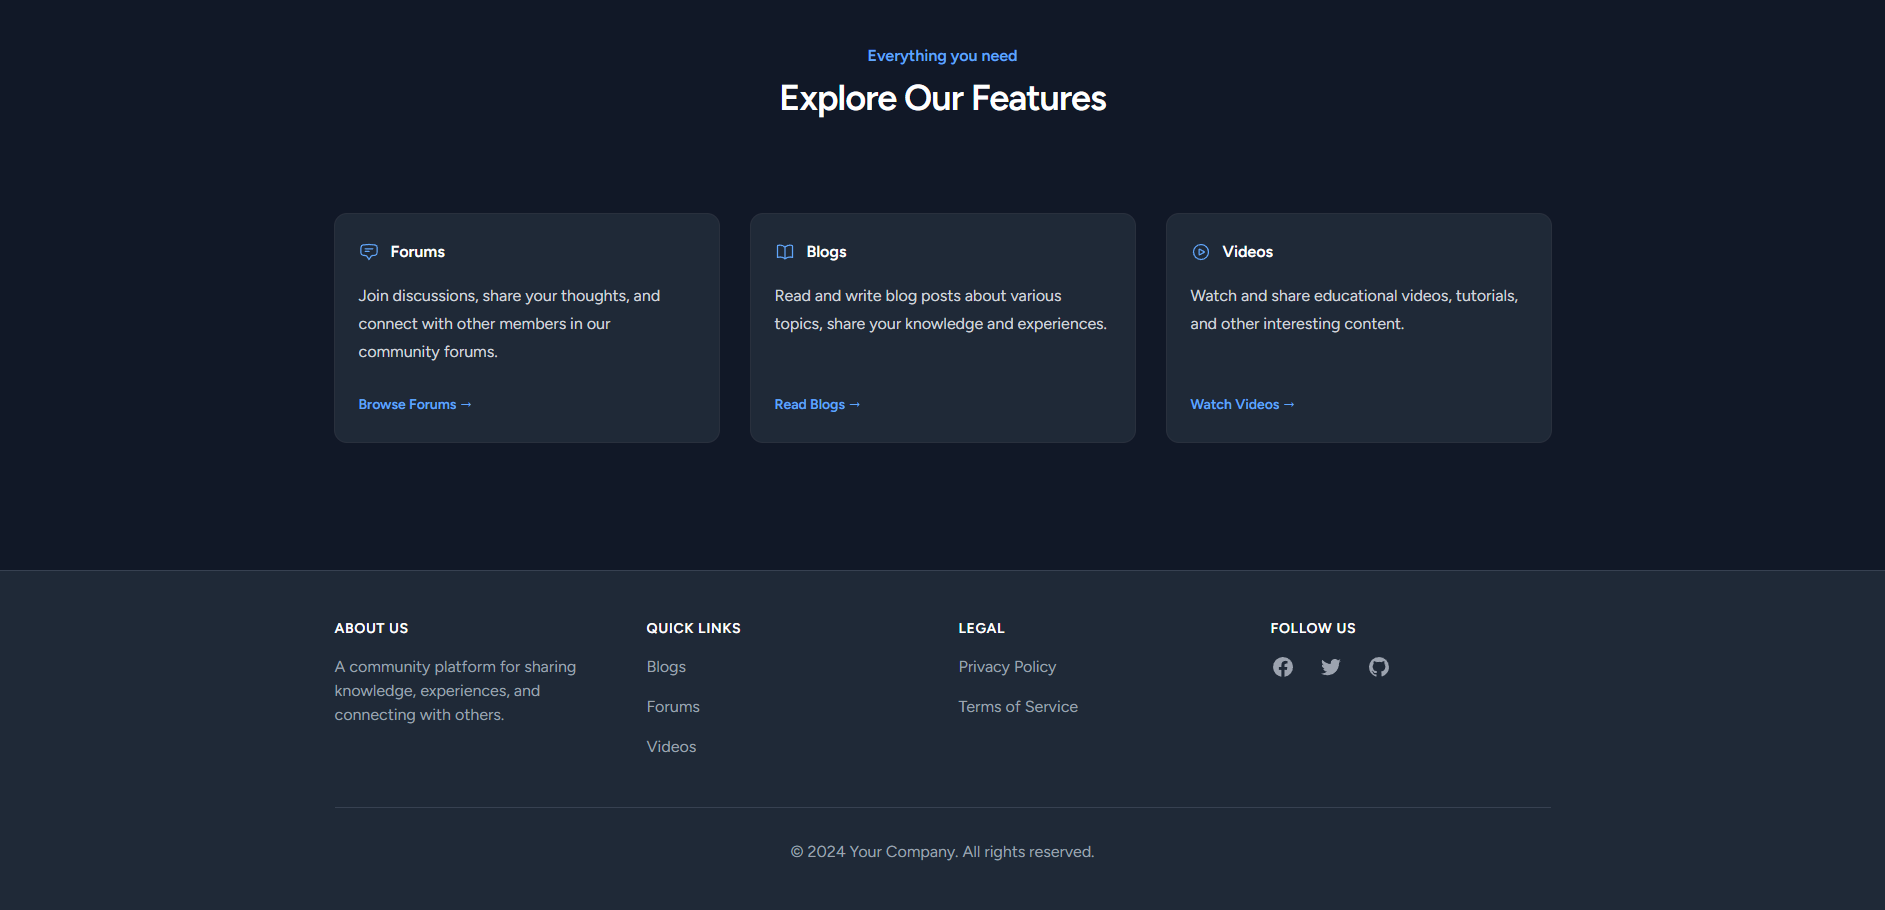 Everything you need
Explore Our Features
Forums
Join discussions, share your thoughts, and
connect with other members in our
community forums.
Browse Forums →
Blogs
Read and write blog posts about various
topics, share your knowledge and experiences.
Read Blogs →
Videos
Watch and share educational videos, tutorials,
and other interesting content.
Watch Videos →
ABOUT US
A community platform for sharing
knowledge, experiences, and
connecting with others.
QUICK LINKS
Blogs
Forums
Videos
LEGAL
Privacy Policy
Terms of Service
FOLLOW US
© 2024 Your Company. All rights reserved.